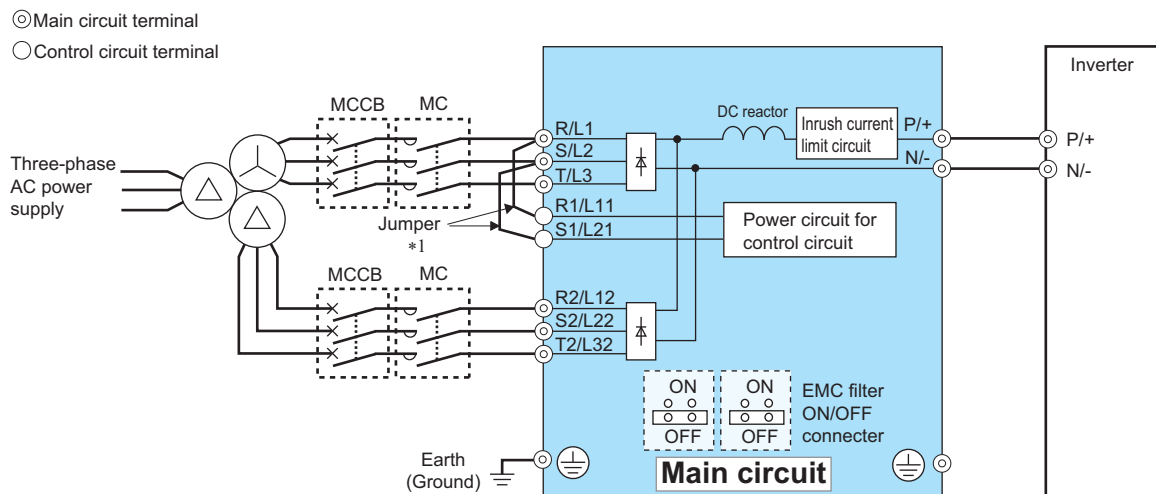 Main circuit terminal
Control circuit terminal
Three-phase
AC power
supply
MCCB
MC
Jumper
*1
MCCB
MC
Earth
(Ground)
R/L1
S/L2
T/L3
R1/L11
S1/L21
R2/L12
S2/L22
T2/L32
DC reactor
Inrush current
limit circuit
P/+
N/-
Power circuit for
control circuit
ON
OFF
ON
OFF
EMC filter
ON/OFF
connecter
Main circuit
Inverter
P/+
N/-